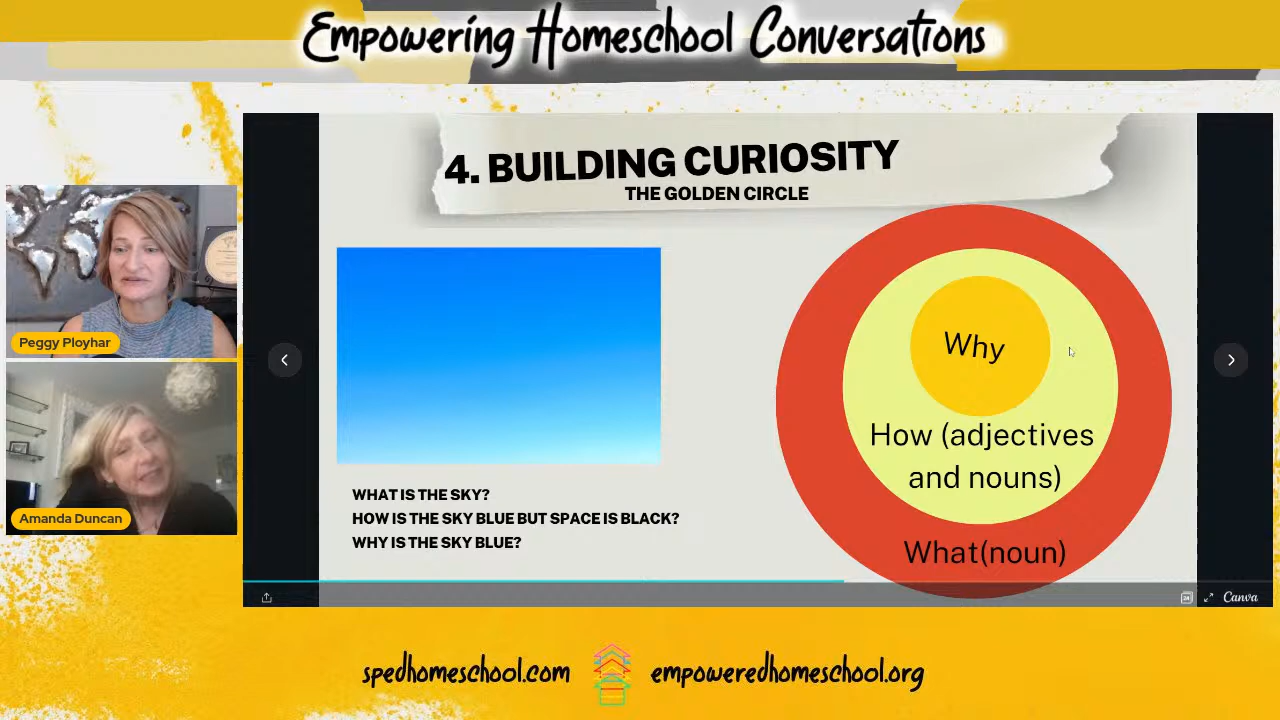 Empowering Homeschool Conversations
4. BUILDING CURIOSITY
THE GOLDEN CIRCLE
Why
How (adjectives
and nouns)
What(noun)
WHAT IS THE SKY?
HOW IS THE SKY BLUE BUT SPACE IS BLACK?
WHY IS THE SKY BLUE?
Peggy Ployhar
Amanda Duncan
Canva
spedhomeschool.com
empoweredhomeschool.org